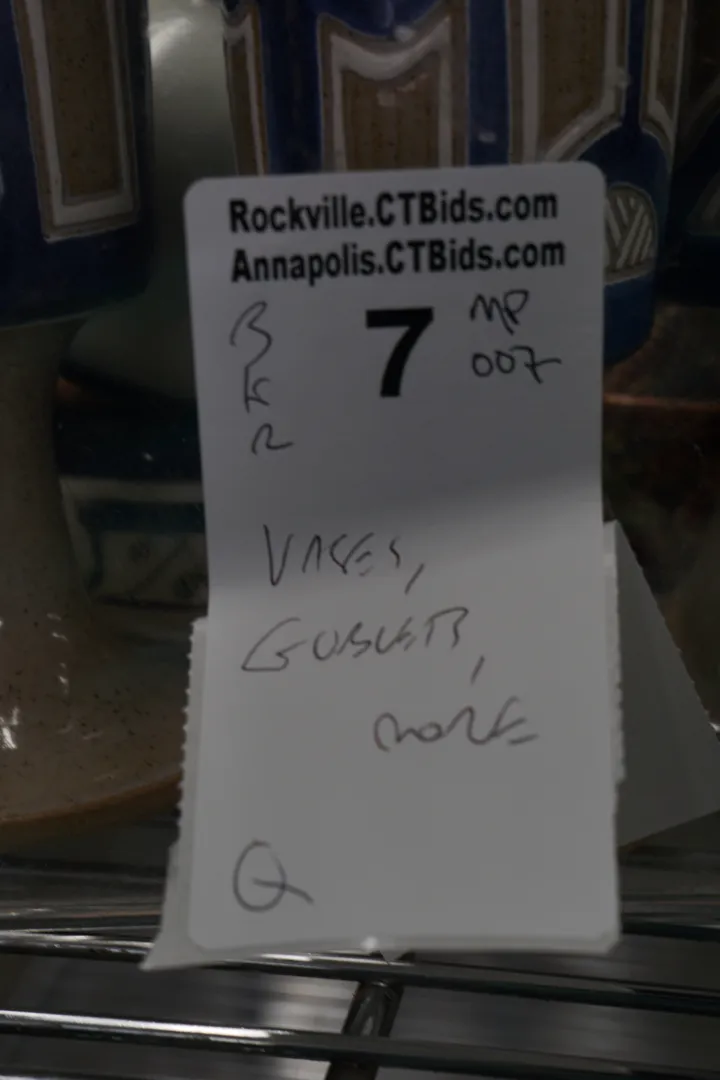 Rockville.CTBids.com
Annapolis.CTBids.com
7
MP
007
VASES,
GOBLETS,
MORE
Q